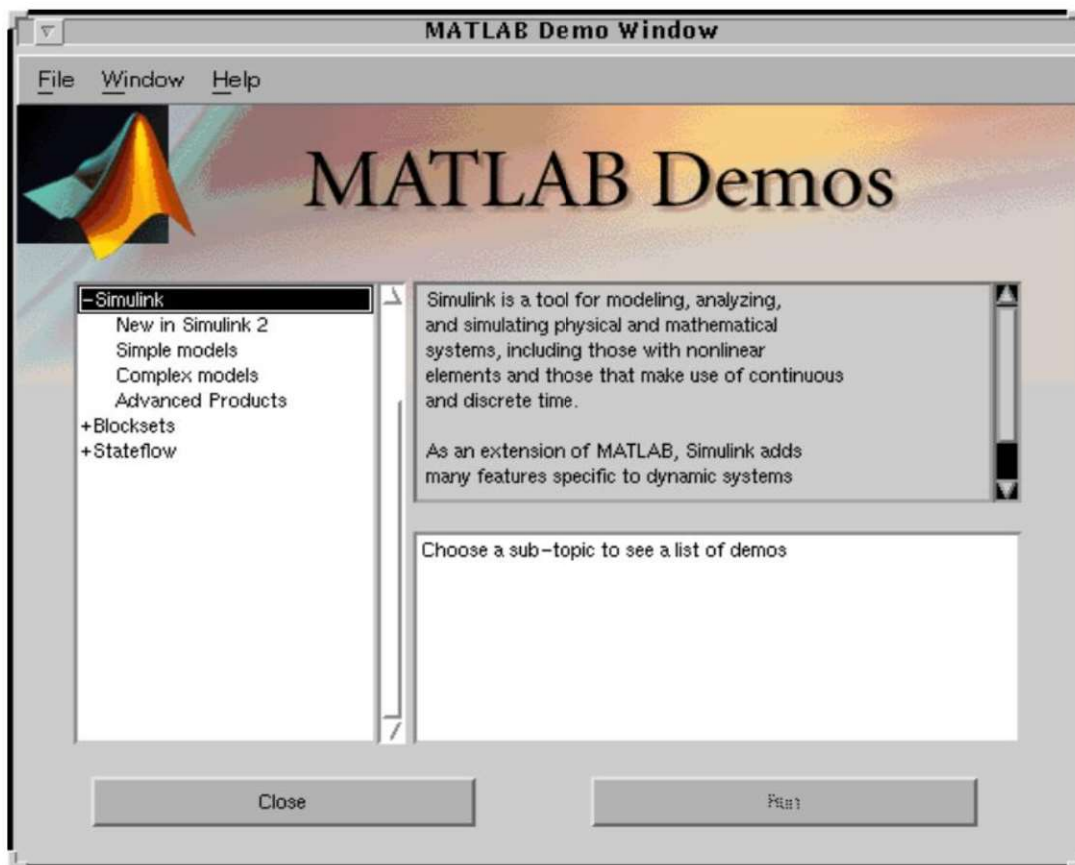 MATLAB Demo Window
File Window Help
MATLAB Demos
−Simulink
New in Simulink 2
Simple models
Complex models
Advanced Products
+Blocksets
+Stateflow
Simulink is a tool for modeling, analyzing,
and simulating physical and mathematical
systems, including those with nonlinear
elements and those that make use of continuous
and discrete time.
As an extension of MATLAB, Simulink adds
many features specific to dynamic systems
Choose a sub−topic to see a list of demos
Close